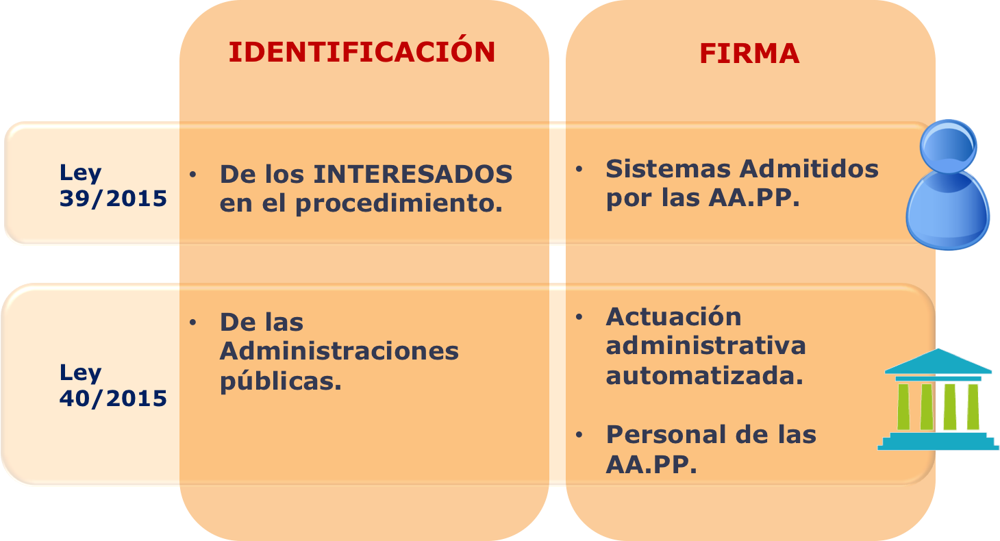 IDENTIFICACIÓN
FIRMA
Ley
39/2015
• De los INTERESADOS
en el procedimiento.
• Sistemas Admitidos
por las AA.PP.
Ley
40/2015
• De las
Administraciones
públicas.
• Actuación
administrativa
automatizada.
• Personal de las
AA.PP.